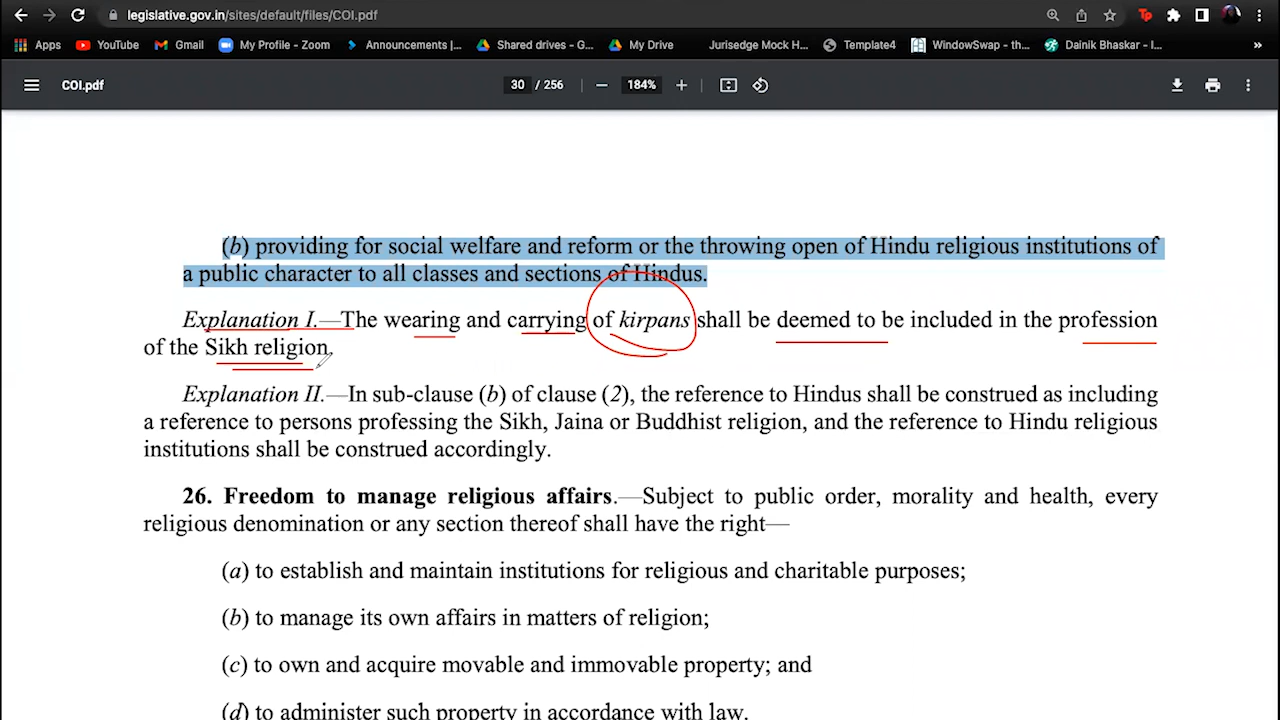 legislative.gov.in/sites/default/files/COI.pdf
Apps YouTube Gmail My Profile - Zoom Announcements |... Shared drives - G... My Drive Jurisedge Mock H... Template4 WindowSwap - th... Dainik Bhaskar - I... »
COI.pdf 30 / 256 — 184% +
(b) providing for social welfare and reform or the throwing open of Hindu religious institutions of
a public character to all classes and sections of Hindus.
Explanation I.—The wearing and carrying of kirpans shall be deemed to be included in the profession
of the Sikh religion.
Explanation II.—In sub-clause (b) of clause (2), the reference to Hindus shall be construed as including
a reference to persons professing the Sikh, Jaina or Buddhist religion, and the reference to Hindu religious
institutions shall be construed accordingly.
26. Freedom to manage religious affairs.—Subject to public order, morality and health, every
religious denomination or any section thereof shall have the right—
(a) to establish and maintain institutions for religious and charitable purposes;
(b) to manage its own affairs in matters of religion;
(c) to own and acquire movable and immovable property; and
(d) to administer such property in accordance with law.